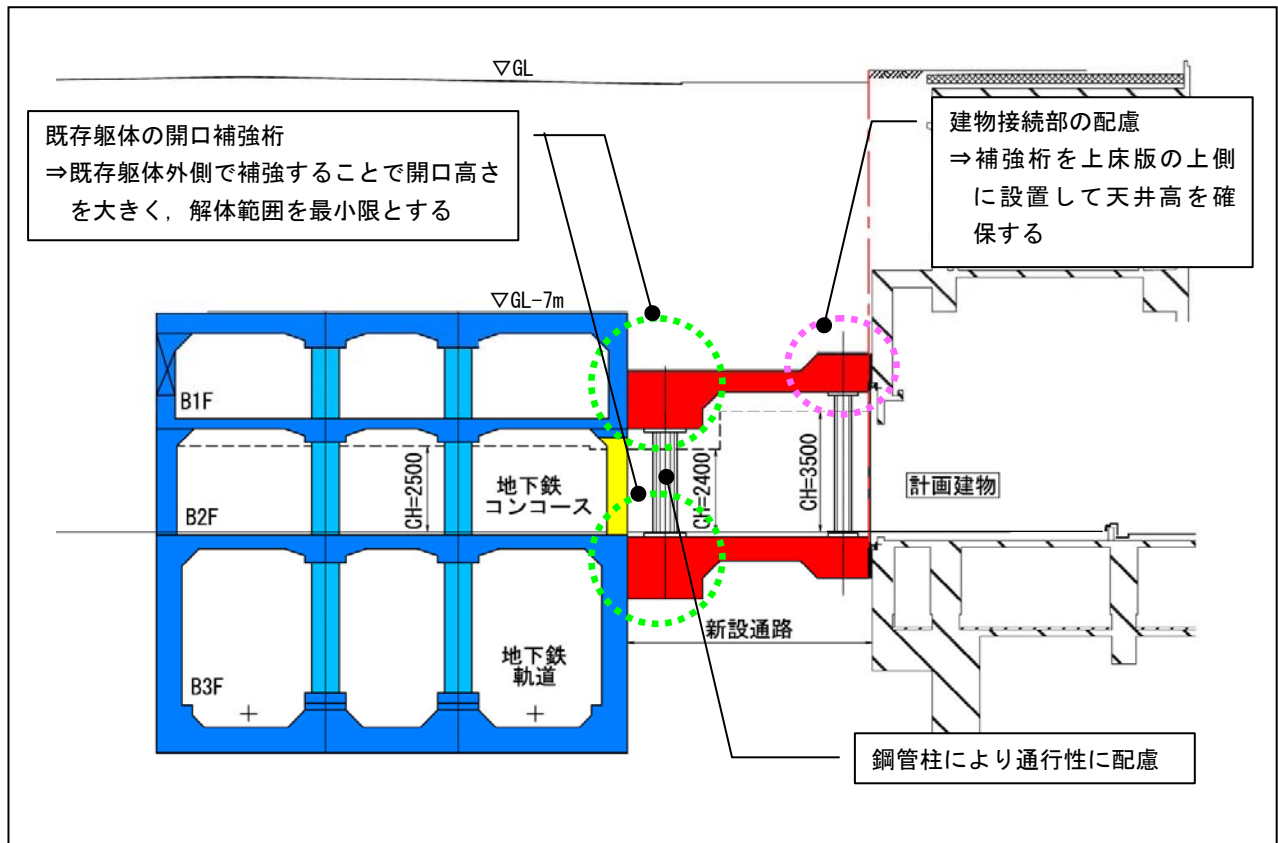 ▽GL
既存躯体の開口補強桁
⇒既存躯体外側で補強することで開口高さ
を大きく，解体範囲を最小限とする
建物接続部の配慮
⇒補強桁を上床版の上側
に設置して天井高を確
保する
▽GL-7m
B1F
B2F
CH=2500
地下鉄
コンコース
CH=2400
CH=3500
計画建物
新設通路
B3F
地下鉄
軌道
鋼管柱により通行性に配慮